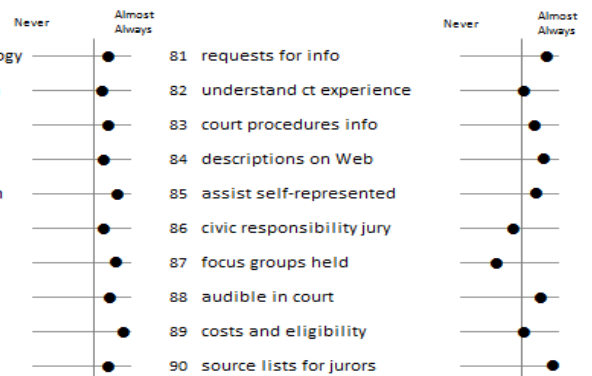 Never
Almost
Always
Never
Almost
Always
81 requests for info
82 understand ct experience
83 court procedures info
84 descriptions on Web
85 assist self-represented
86 civic responsibility jury
87 focus groups held
88 audible in court
89 costs and eligibility
90 source lists for jurors